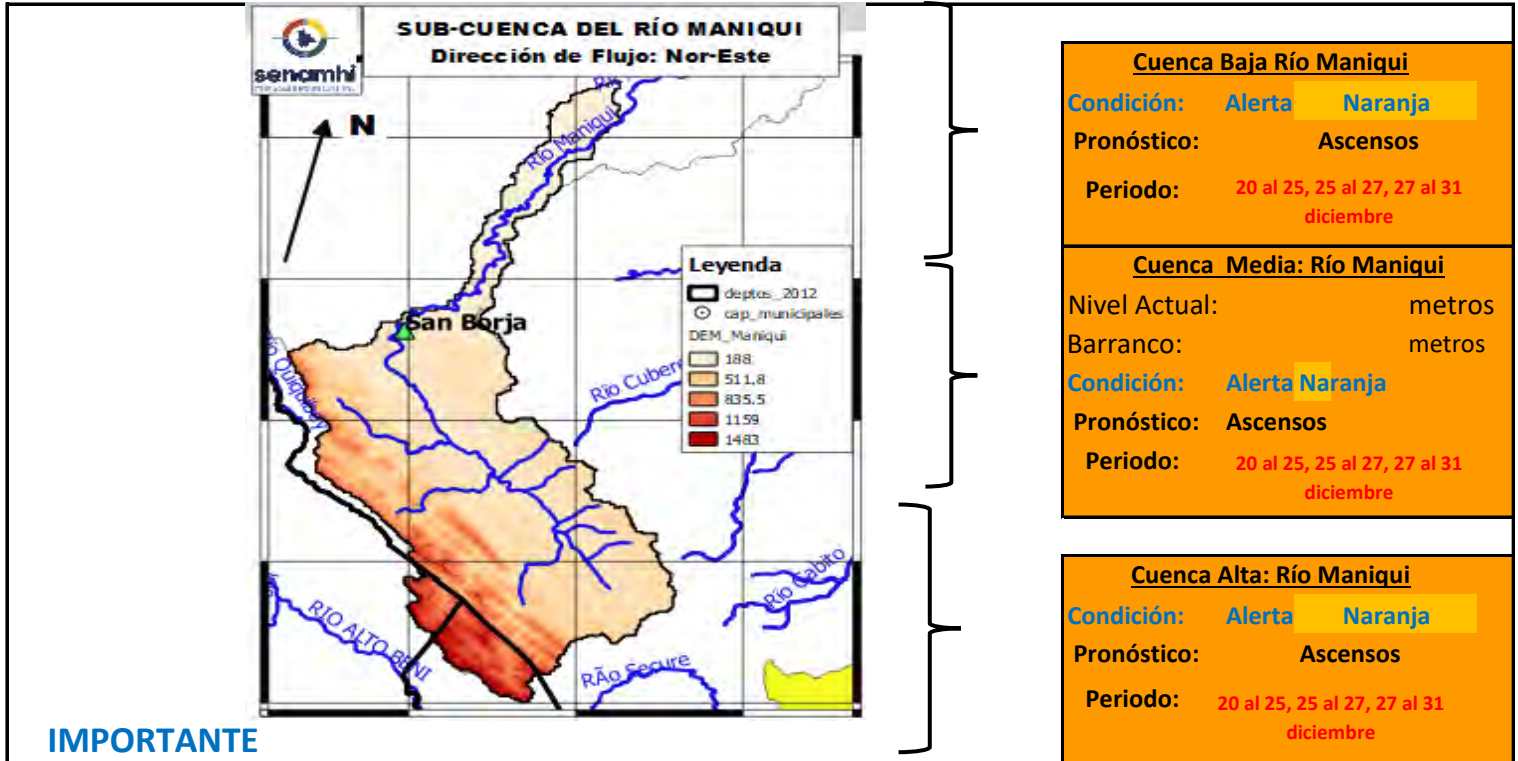 SUB-CUENCA DEL RÍO MANIQUI
Dirección de Flujo: Nor-Este
senamhi
N
Río Maniqui
San Borja
Río Quiquibey
Río Cubere
RIO ALTO BENI
RÃo Secure
Río Cabito
Leyenda
deptos_2012
cap_municipales
DEM_Maniqui
188
511.8
835.5
1159
1483
IMPORTANTE
Cuenca Baja Río Maniqui
Condición: Alerta Naranja
Pronóstico: Ascensos
Periodo: 20 al 25, 25 al 27, 27 al 31
diciembre
Cuenca Media: Río Maniqui
Nivel Actual: metros
Barranco: metros
Condición: Alerta Naranja
Pronóstico: Ascensos
Periodo: 20 al 25, 25 al 27, 27 al 31
diciembre
Cuenca Alta: Río Maniqui
Condición: Alerta Naranja
Pronóstico: Ascensos
Periodo: 20 al 25, 25 al 27, 27 al 31
diciembre